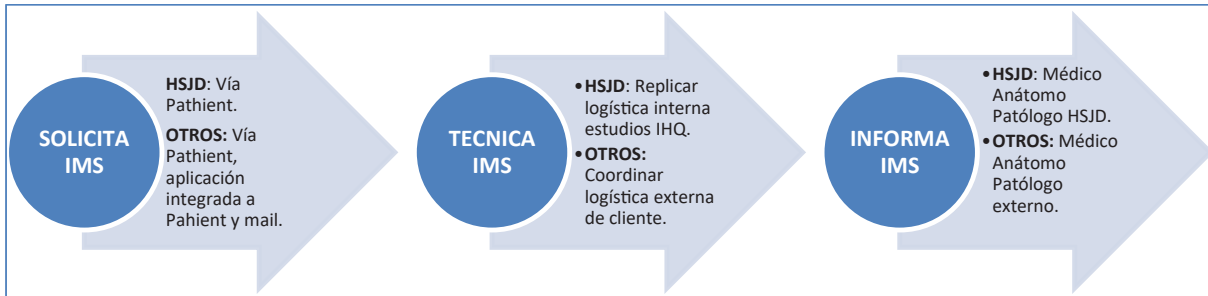 SOLICITA
IMS
HSJD: Vía
Pathient.
OTROS: Vía
Pathient,
aplicación
integrada a
Pahient y mail.
TECNICA
IMS
•HSJD: Replicar
logística interna
estudios IHQ.
•OTROS:
Coordinar
logística externa
de cliente.
INFORMA
IMS
•HSJD: Médico
Anátomo
Patólogo HSJD.
•OTROS: Médico
Anátomo
Patólogo
externo.